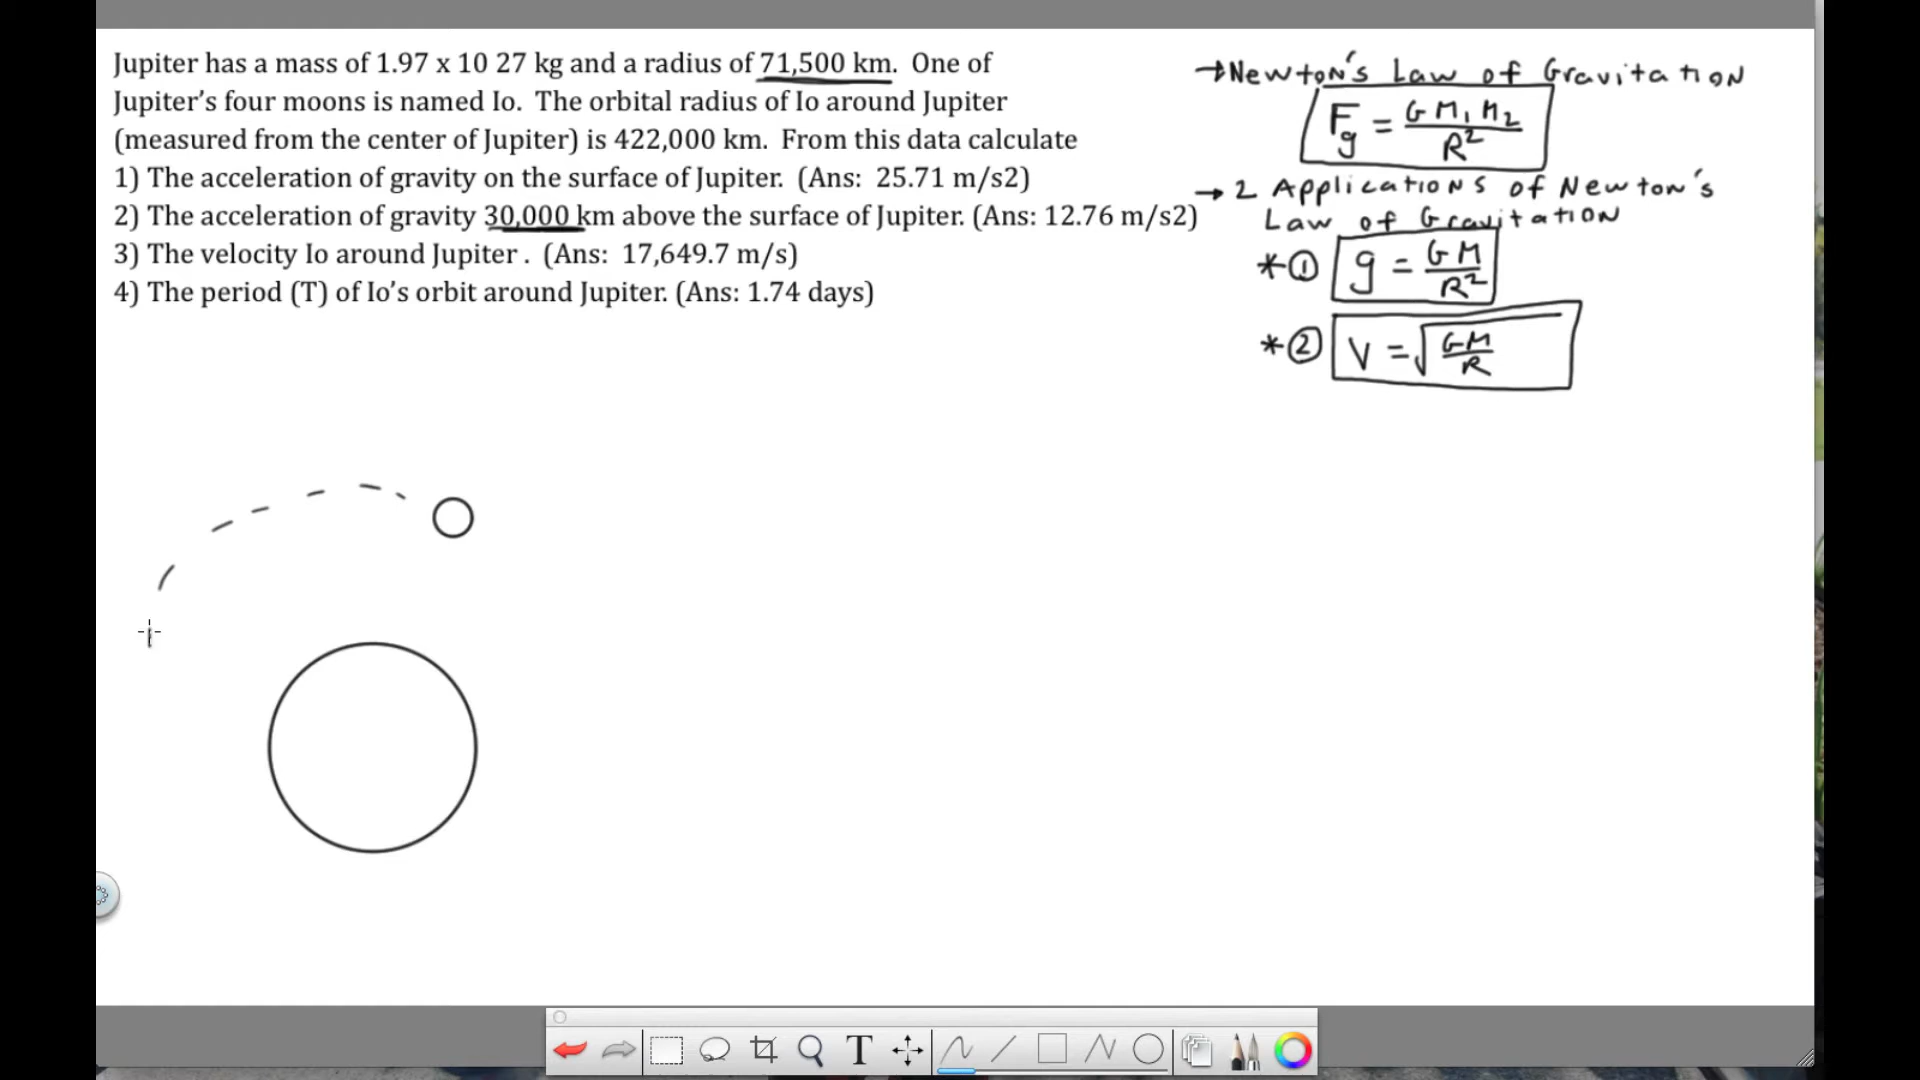 Jupiter has a mass of 1.97 x 10 27 kg and a radius of 71,500 km. One of
Jupiter’s four moons is named Io. The orbital radius of Io around Jupiter
(measured from the center of Jupiter) is 422,000 km. From this data calculate
1) The acceleration of gravity on the surface of Jupiter. (Ans: 25.71 m/s2)
2) The acceleration of gravity 30,000 km above the surface of Jupiter. (Ans: 12.76 m/s2)
3) The velocity Io around Jupiter . (Ans: 17,649.7 m/s)
4) The period (T) of Io’s orbit around Jupiter. (Ans: 1.74 days)
→Newton's Law of Gravitation
Fg = GM1M2/R²
→ 2 Applications of Newton's
Law of Gravitation
*① g = GM/R²
*② V = √GM/R
T